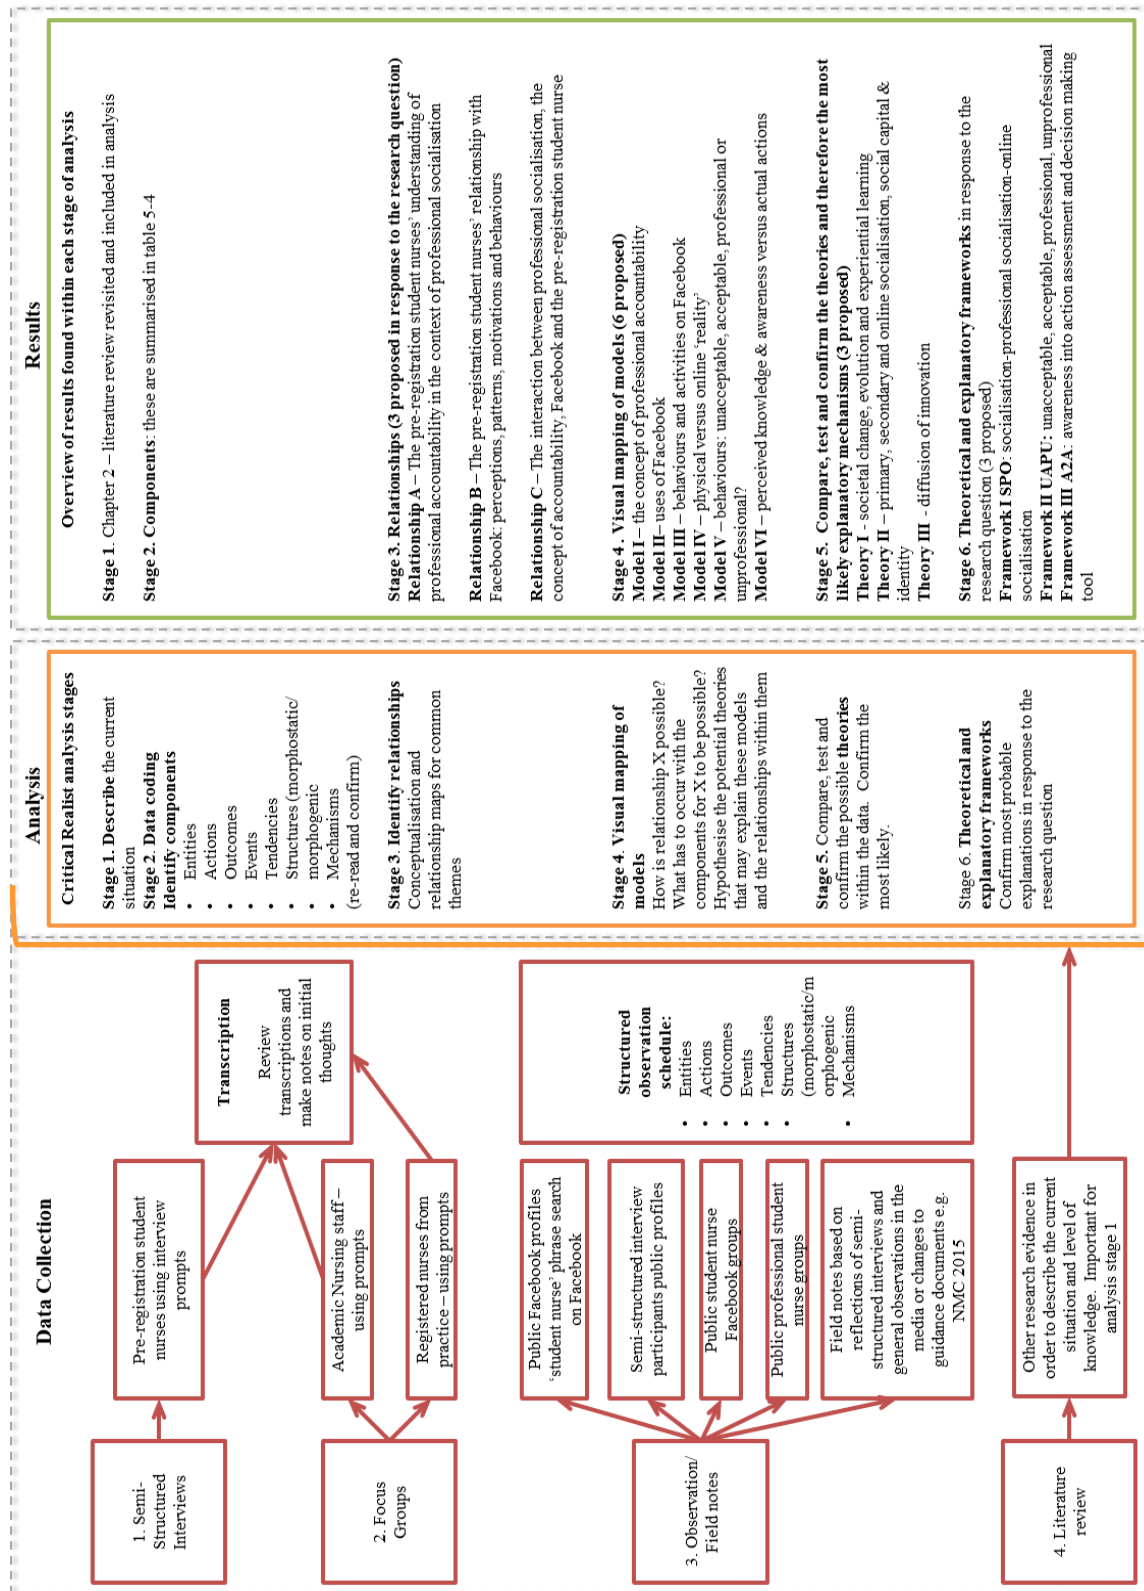 Data Collection
1. Semi-
Structured
Interviews
Pre-registration student
nurses using interview
prompts
2. Focus
Groups
Academic Nursing staff –
using prompts
Registered nurses from
practice – using prompts
Transcription
Review
transcriptions and
make notes on initial
thoughts
3. Observation/
Field notes
Public Facebook profiles
'student nurse' phrase search
on Facebook
Semi-structured interview
participants public profiles
Public student nurse
Facebook groups
Public professional student
nurse groups
Field notes based on
reflections of semi-
structured interviews and
general observations in the
media or changes to
guidance documents e.g.
NMC 2015
Structured
observation
schedule:
• Entities
• Actions
• Outcomes
• Events
• Tendencies
• Structures
(morphostatic/m
orphogenic
• Mechanisms
4. Literature
review
Other research evidence in
order to describe the current
situation and level of
knowledge. Important for
analysis stage 1
Analysis
Critical Realist analysis stages
Stage 1. Describe the current
situation
Stage 2. Data coding
Identify components
• Entities
• Actions
• Outcomes
• Events
• Tendencies
• Structures (morphostatic/
• morphogenic
• Mechanisms
(re-read and confirm)
Stage 3. Identify relationships
Conceptualisation and
relationship maps for common
themes
Stage 4. Visual mapping of
models
How is relationship X possible?
What has to occur with the
components for X to be possible?
Hypothesise the potential theories
that may explain these models
and the relationships within them
Stage 5. Compare, test and
confirm the possible theories
within the data. Confirm the
most likely.
Stage 6. Theoretical and
explanatory frameworks
Confirm most probable
explanations in response to the
research question
Results
Overview of results found within each stage of analysis
Stage 1. Chapter 2 – literature review revisited and included in analysis
Stage 2. Components: these are summarised in table 5-4
Stage 3. Relationships (3 proposed in response to the research question)
Relationship A – The pre-registration student nurses' understanding of
professional accountability in the context of professional socialisation
Relationship B – The pre-registration student nurses' relationship with
Facebook: perceptions, patterns, motivations and behaviours
Relationship C – The interaction between professional socialisation, the
concept of accountability, Facebook and the pre-registration student nurse
Stage 4. Visual mapping of models (6 proposed)
Model I – the concept of professional accountability
Model II– uses of Facebook
Model III – behaviours and activities on Facebook
Model IV – physical versus online 'reality'
Model V – behaviours: unacceptable, acceptable, professional or
unprofessional?
Model VI – perceived knowledge & awareness versus actual actions
Stage 5. Compare, test and confirm the theories and therefore the most
likely explanatory mechanisms (3 proposed)
Theory I - societal change, evolution and experiential learning
Theory II – primary, secondary and online socialisation, social capital &
identity
Theory III - diffusion of innovation
Stage 6. Theoretical and explanatory frameworks in response to the
research question (3 proposed)
Framework I SPO: socialisation-professional socialisation-online
socialisation
Framework II UAPU: unacceptable, acceptable, professional, unprofessional
Framework III A2A: awareness into action assessment and decision making
tool